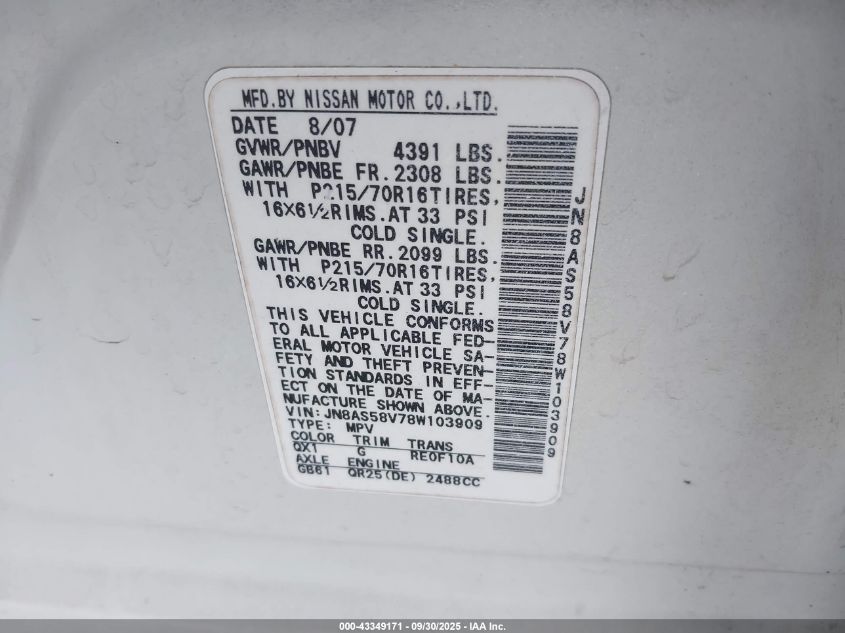 MFD.BY NISSAN MOTOR CO.,LTD.
DATE 8/07
GVWR/PNBV 4391 LBS.
GAWR/PNBE FR.2308 LBS.
WITH P215/70R16TIRES,
16X6½RIMS.AT 33 PSI
COLD SINGLE.
GAWR/PNBE RR.2099 LBS.
WITH P215/70R16TIRES,
16X6½RIMS.AT 33 PSI
COLD SINGLE.
THIS VEHICLE CONFORMS
TO ALL APPLICABLE FED-
ERAL MOTOR VEHICLE SA-
FETY AND THEFT PREVEN-
TION STANDARDS IN EFF-
ECT ON THE DATE OF MA-
NUFACTURE SHOWN ABOVE.
VIN:JN8AS58V78W103909
TYPE: MPV
COLOR TRIM TRANS
QX1 G RE0F10A
AXLE ENGINE
GB61 QR25(DE) 2488CC
JN8AS58V78W103909
000-43349171 - 09/30/2025 - IAA Inc.